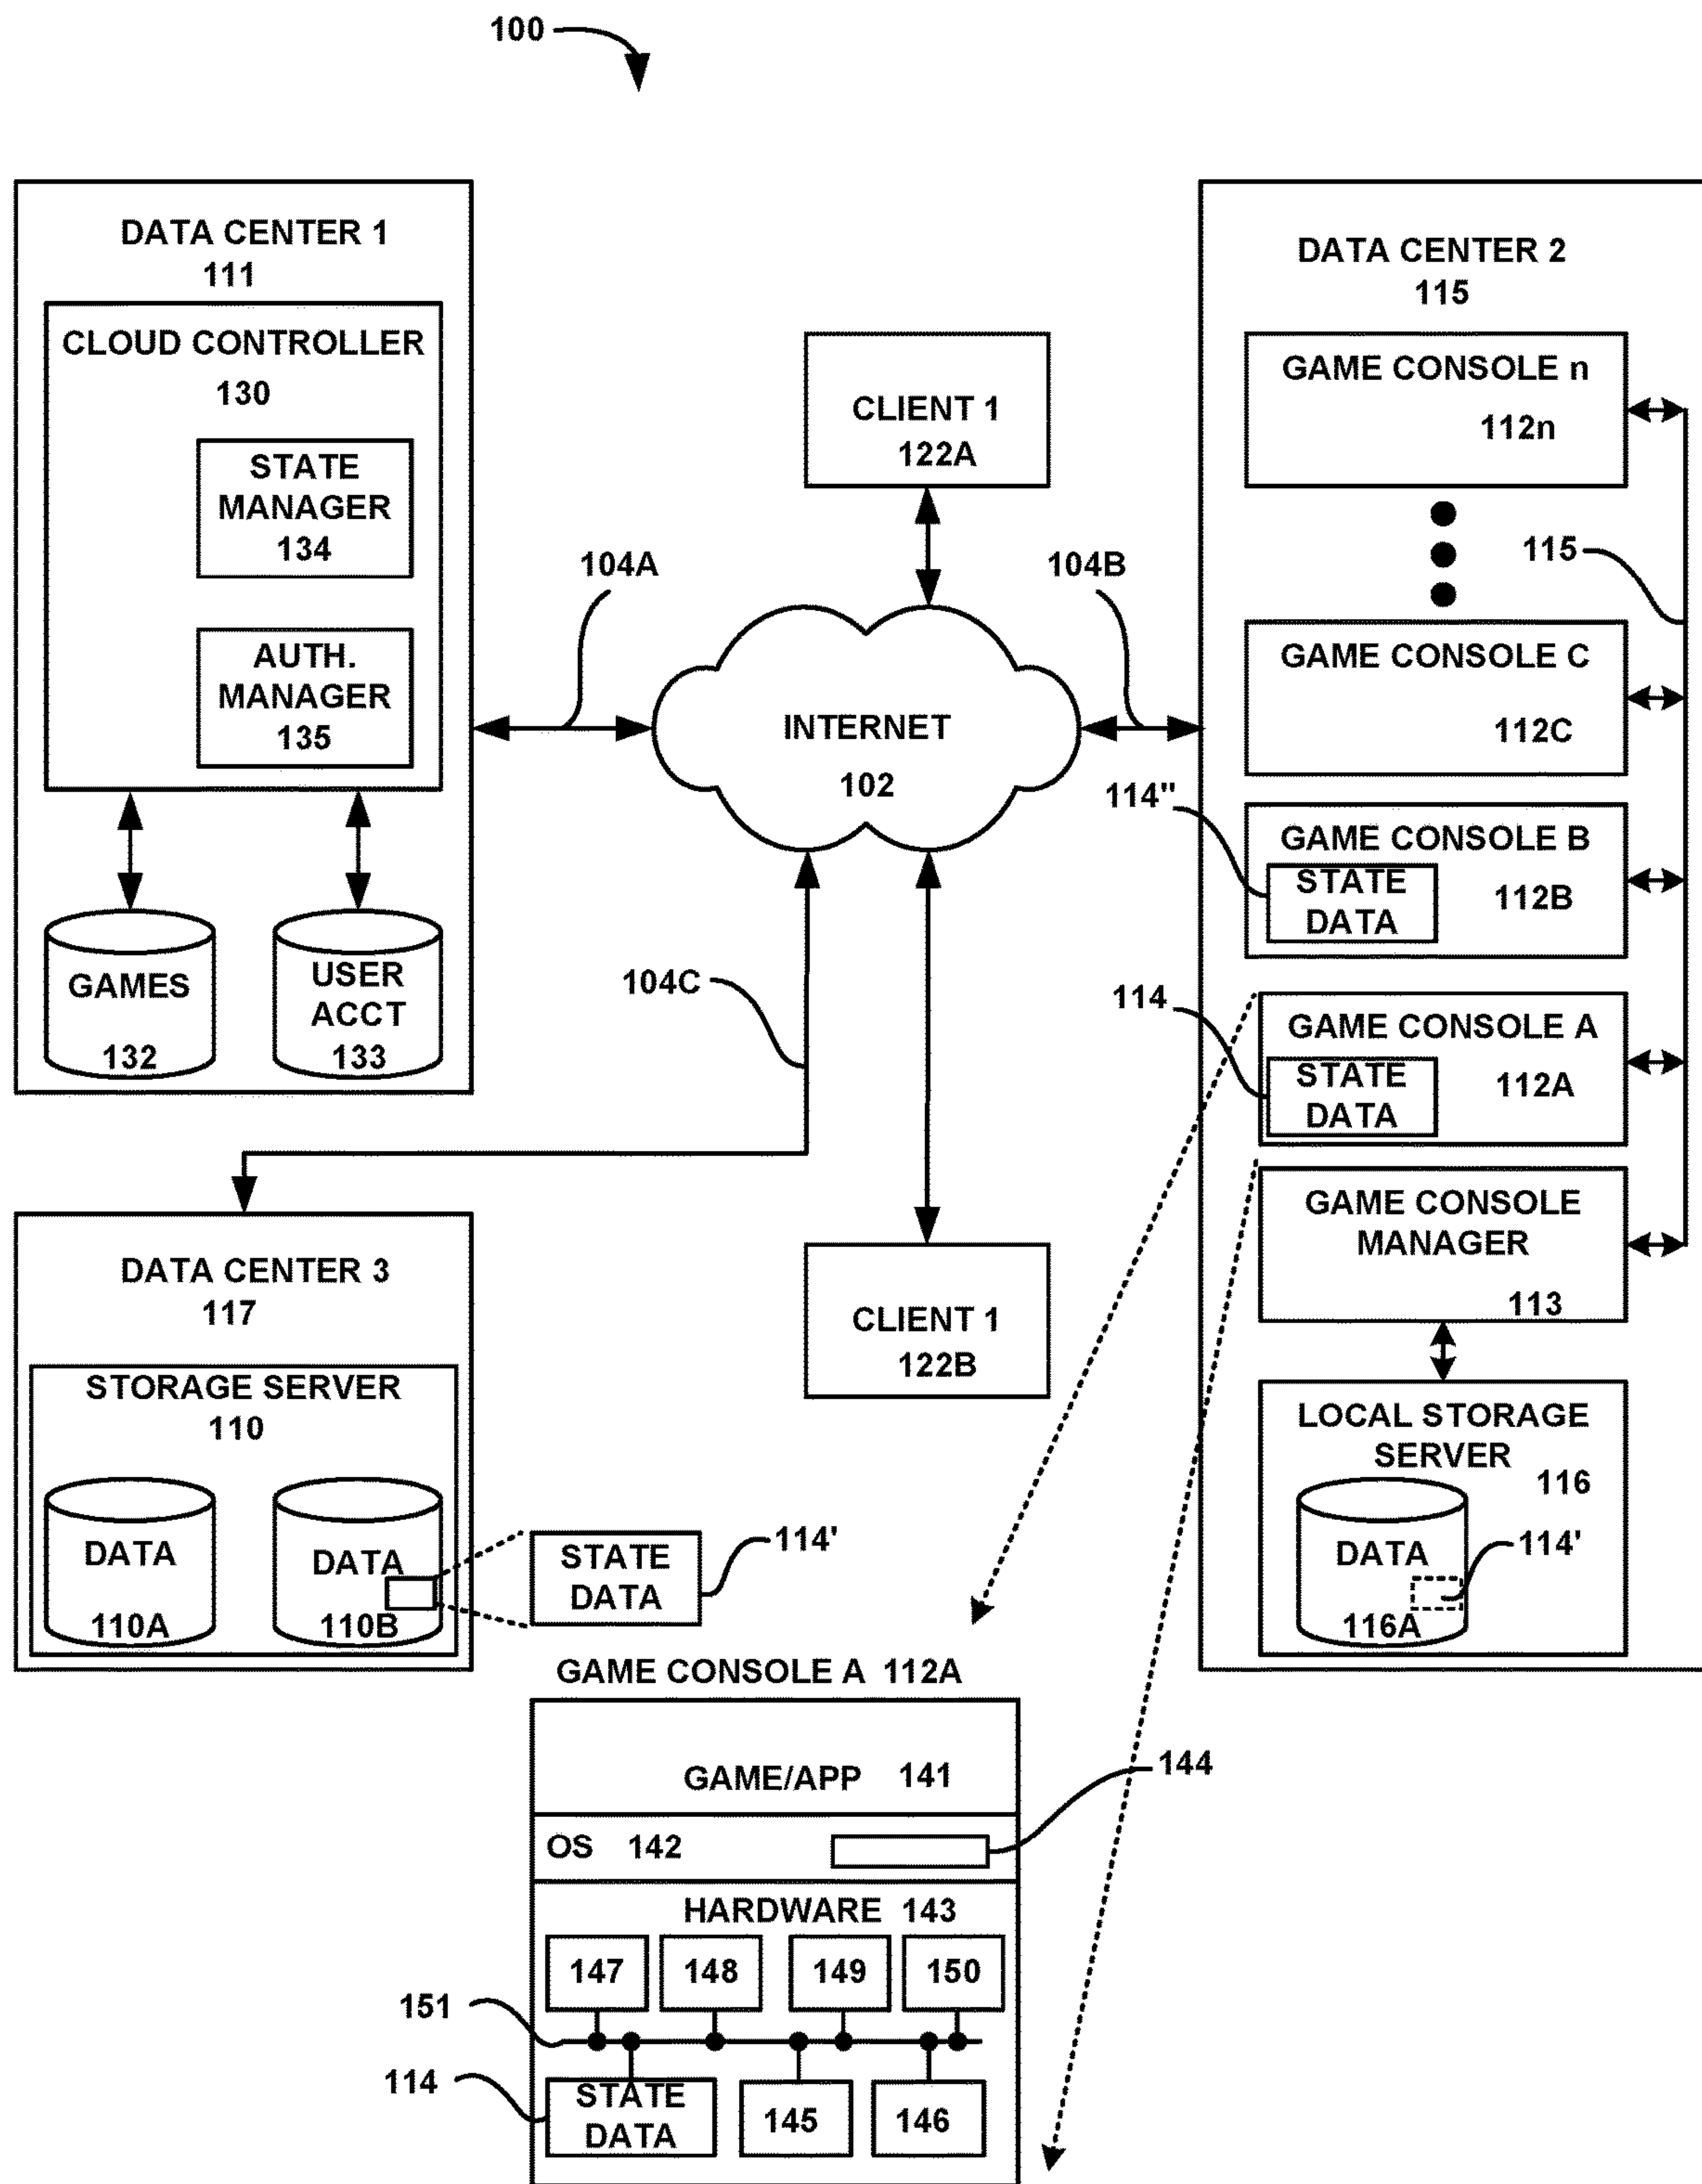 100
DATA CENTER 1
111
CLOUD CONTROLLER
130
STATE
MANAGER
134
AUTH.
MANAGER
135
GAMES
132
USER
ACCT
133
104A
CLIENT 1
122A
INTERNET
102
104B
104C
CLIENT 1
122B
DATA CENTER 2
115
GAME CONSOLE n
112n
115
GAME CONSOLE C
112C
114"
GAME CONSOLE B
112B
STATE
DATA
114
GAME CONSOLE A
112A
STATE
DATA
GAME CONSOLE
MANAGER
113
LOCAL STORAGE
SERVER
116
DATA
114'
116A
DATA CENTER 3
117
STORAGE SERVER
110
DATA
110A
DATA
110B
STATE
DATA
114'
GAME CONSOLE A 112A
GAME/APP 141
OS 142
144
HARDWARE 143
147 148 149 150
151
114
STATE
DATA
145 146